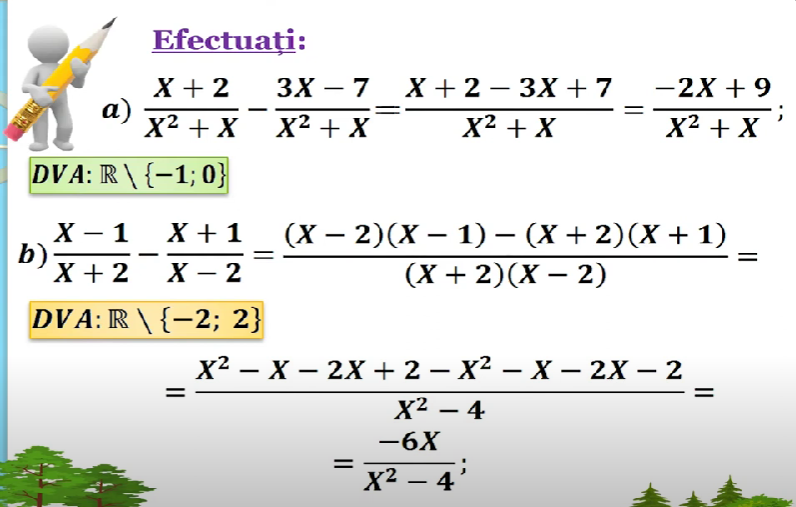 Efectuați:
a) X + 2 / X² + X − 3X − 7 / X² + X = X + 2 − 3X + 7 / X² + X = −2X + 9 / X² + X ;
DVA: ℝ \ {−1; 0}
b) X − 1 / X + 2 − X + 1 / X − 2 = (X − 2)(X − 1) − (X + 2)(X + 1) / (X + 2)(X − 2) =
DVA: ℝ \ {−2; 2}
= X² − X − 2X + 2 − X² − X − 2X − 2 / X² − 4 =
= −6X / X² − 4 ;